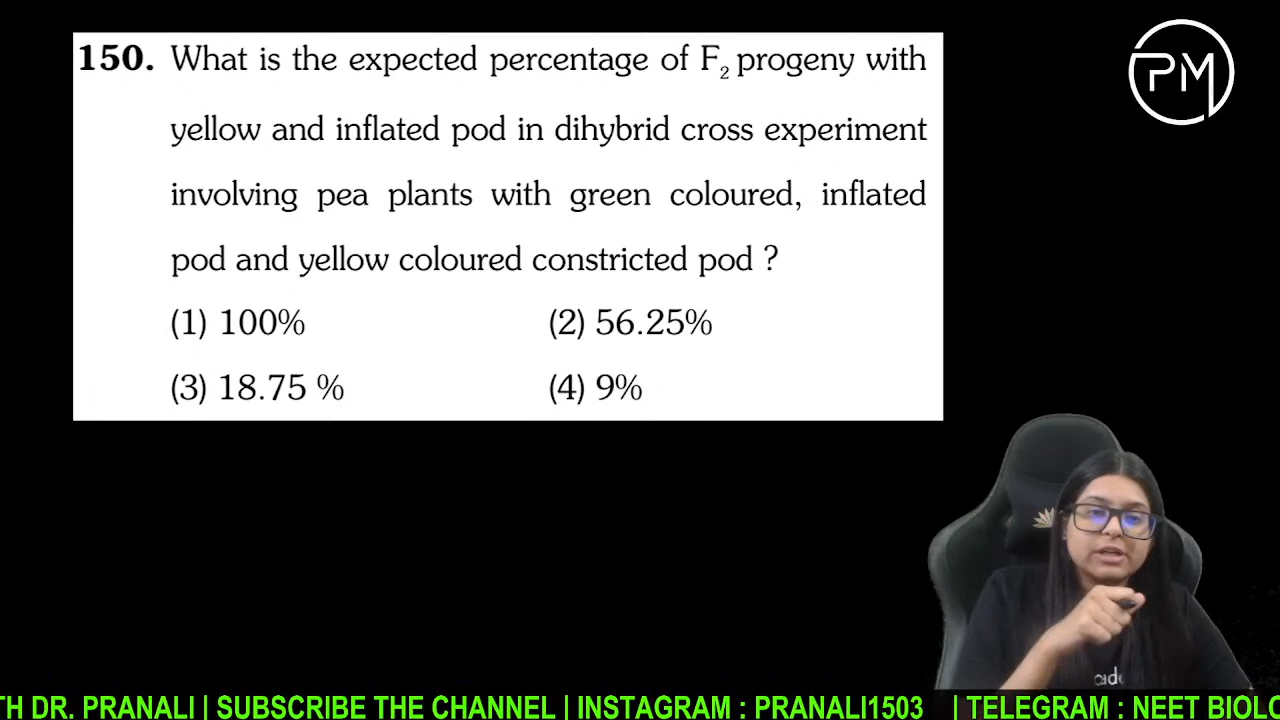 PM
150. What is the expected percentage of F₂ progeny with
yellow and inflated pod in dihybrid cross experiment
involving pea plants with green coloured, inflated
pod and yellow coloured constricted pod ?
(1) 100% (2) 56.25%
(3) 18.75 % (4) 9%
TH DR. PRANALI | SUBSCRIBE THE CHANNEL | INSTAGRAM : PRANALI1503 | TELEGRAM : NEET BIOLO